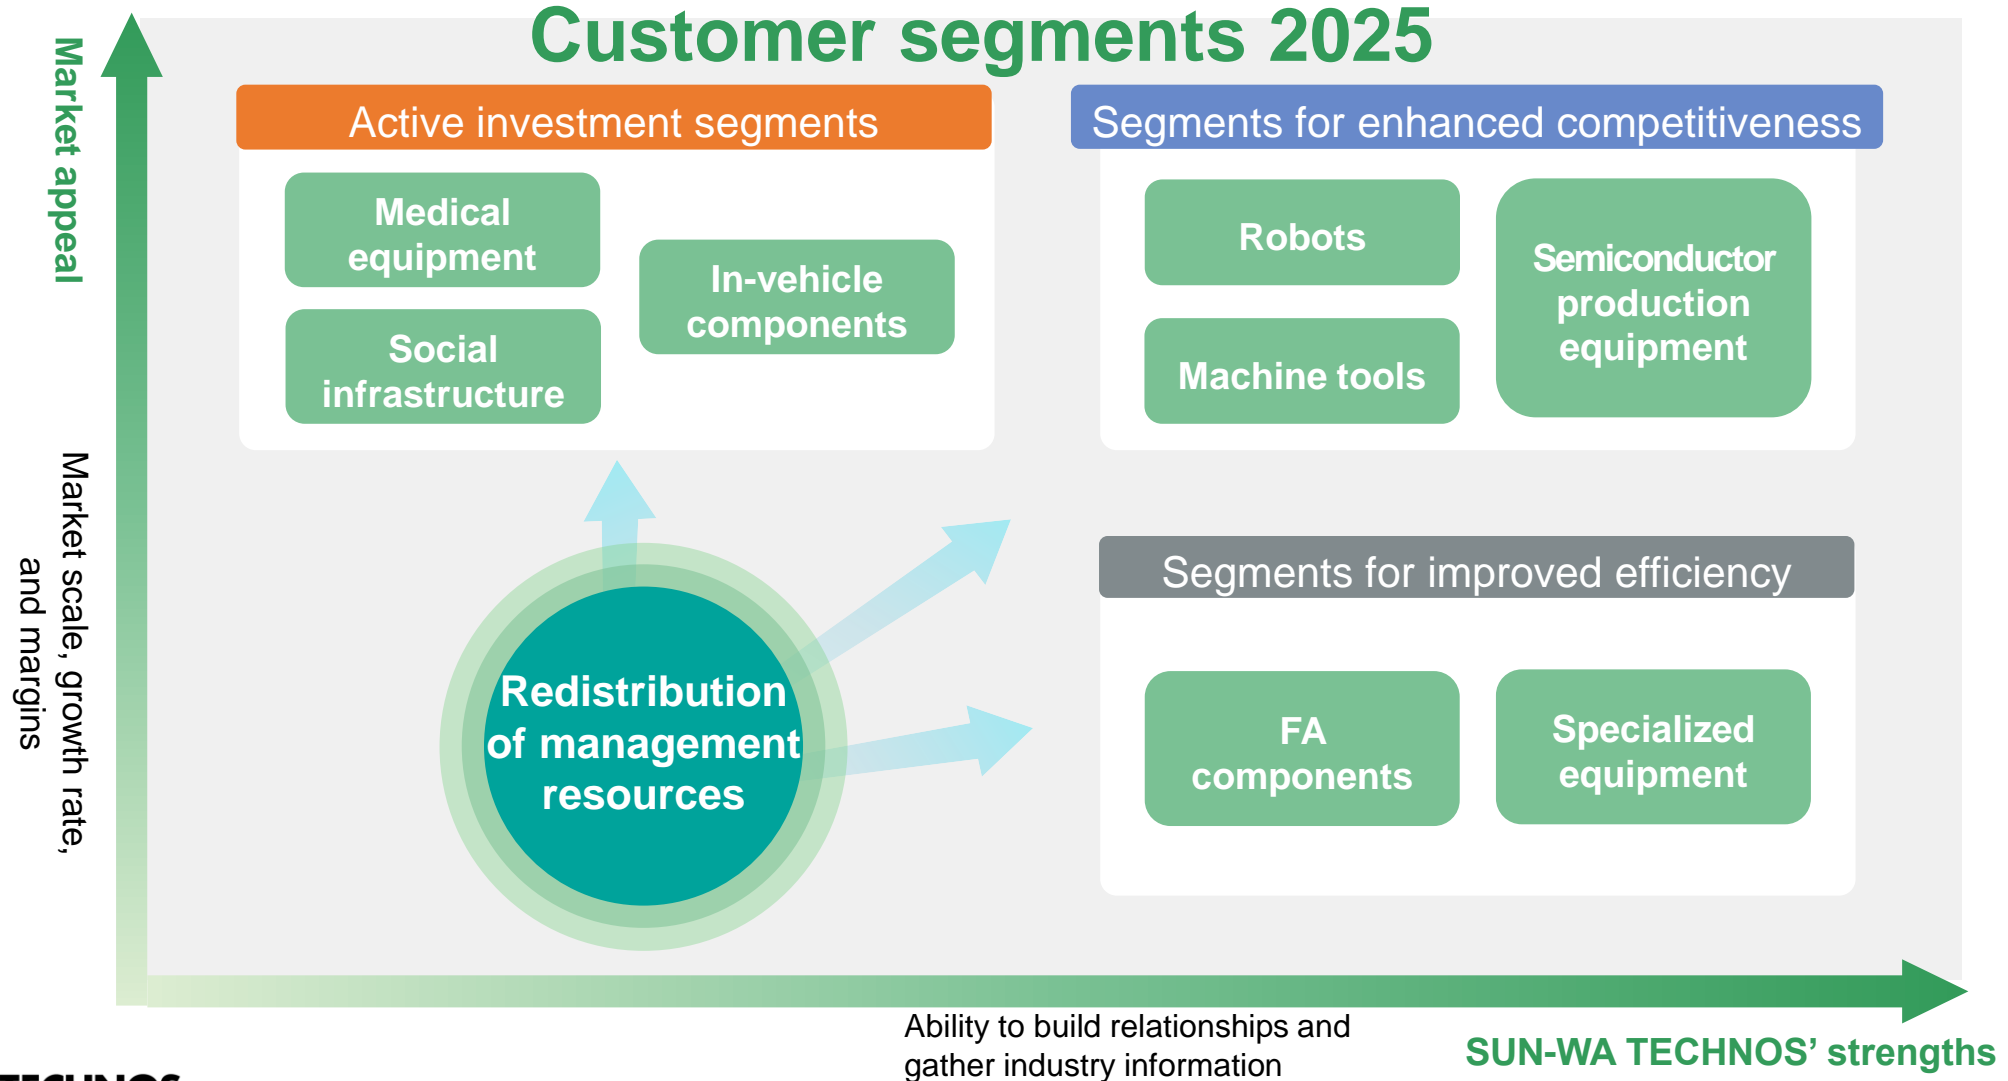 Customer segments 2025
Market appeal
Market scale, growth rate,
and margins
Active investment segments
Medical
equipment
Social
infrastructure
In-vehicle
components
Segments for enhanced competitiveness
Robots
Machine tools
Semiconductor
production
equipment
Redistribution
of management
resources
Segments for improved efficiency
FA
components
Specialized
equipment
Ability to build relationships and
gather industry information
SUN-WA TECHNOS’ strengths
TECHNOS